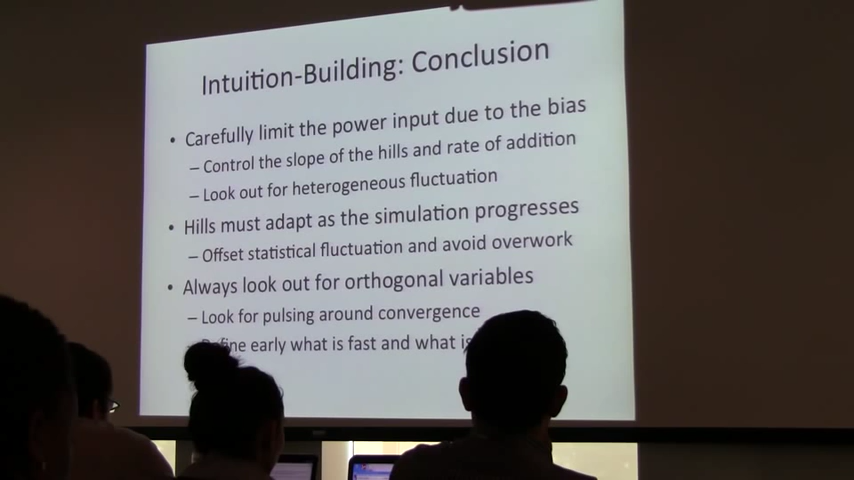 Intuition-Building: Conclusion
• Carefully limit the power input due to the bias
– Control the slope of the hills and rate of addition
– Look out for heterogeneous fluctuation
• Hills must adapt as the simulation progresses
– Offset statistical fluctuation and avoid overwork
• Always look out for orthogonal variables
– Look for pulsing around convergence
early what is fast and what is